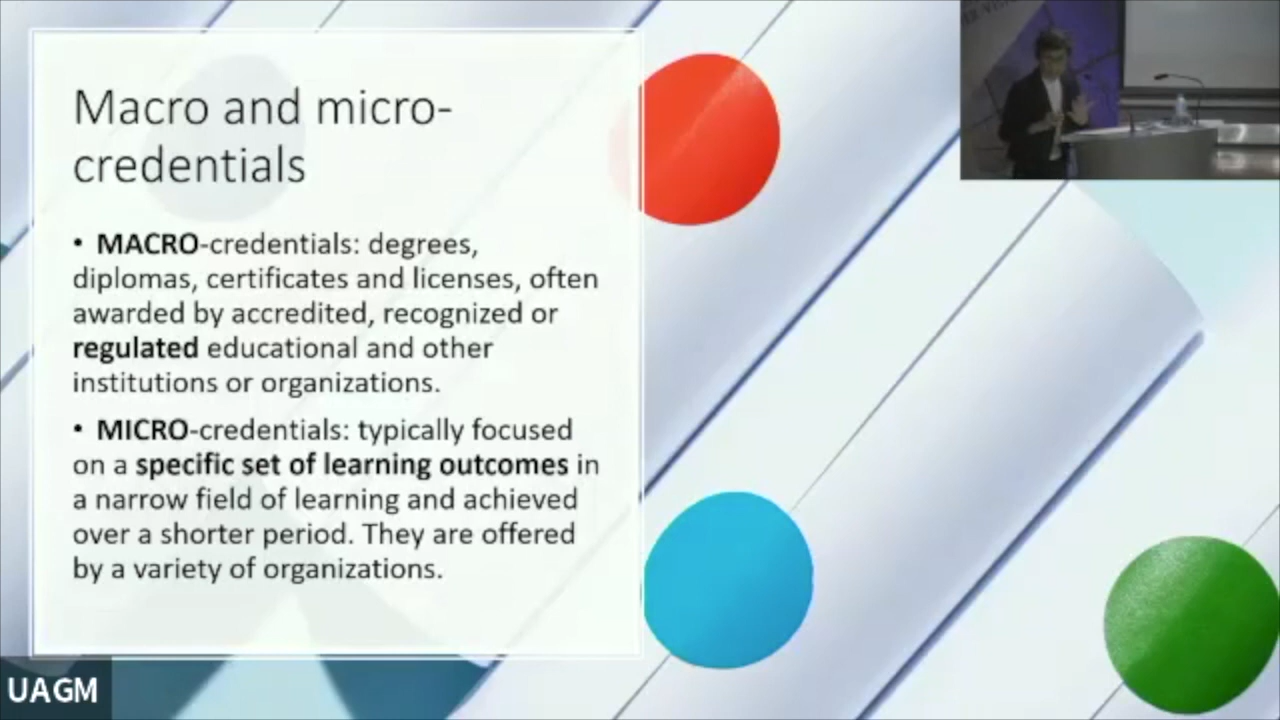 Macro and micro-
credentials
• MACRO-credentials: degrees,
diplomas, certificates and licenses, often
awarded by accredited, recognized or
regulated educational and other
institutions or organizations.
• MICRO-credentials: typically focused
on a specific set of learning outcomes in
a narrow field of learning and achieved
over a shorter period. They are offered
by a variety of organizations.
UAGM